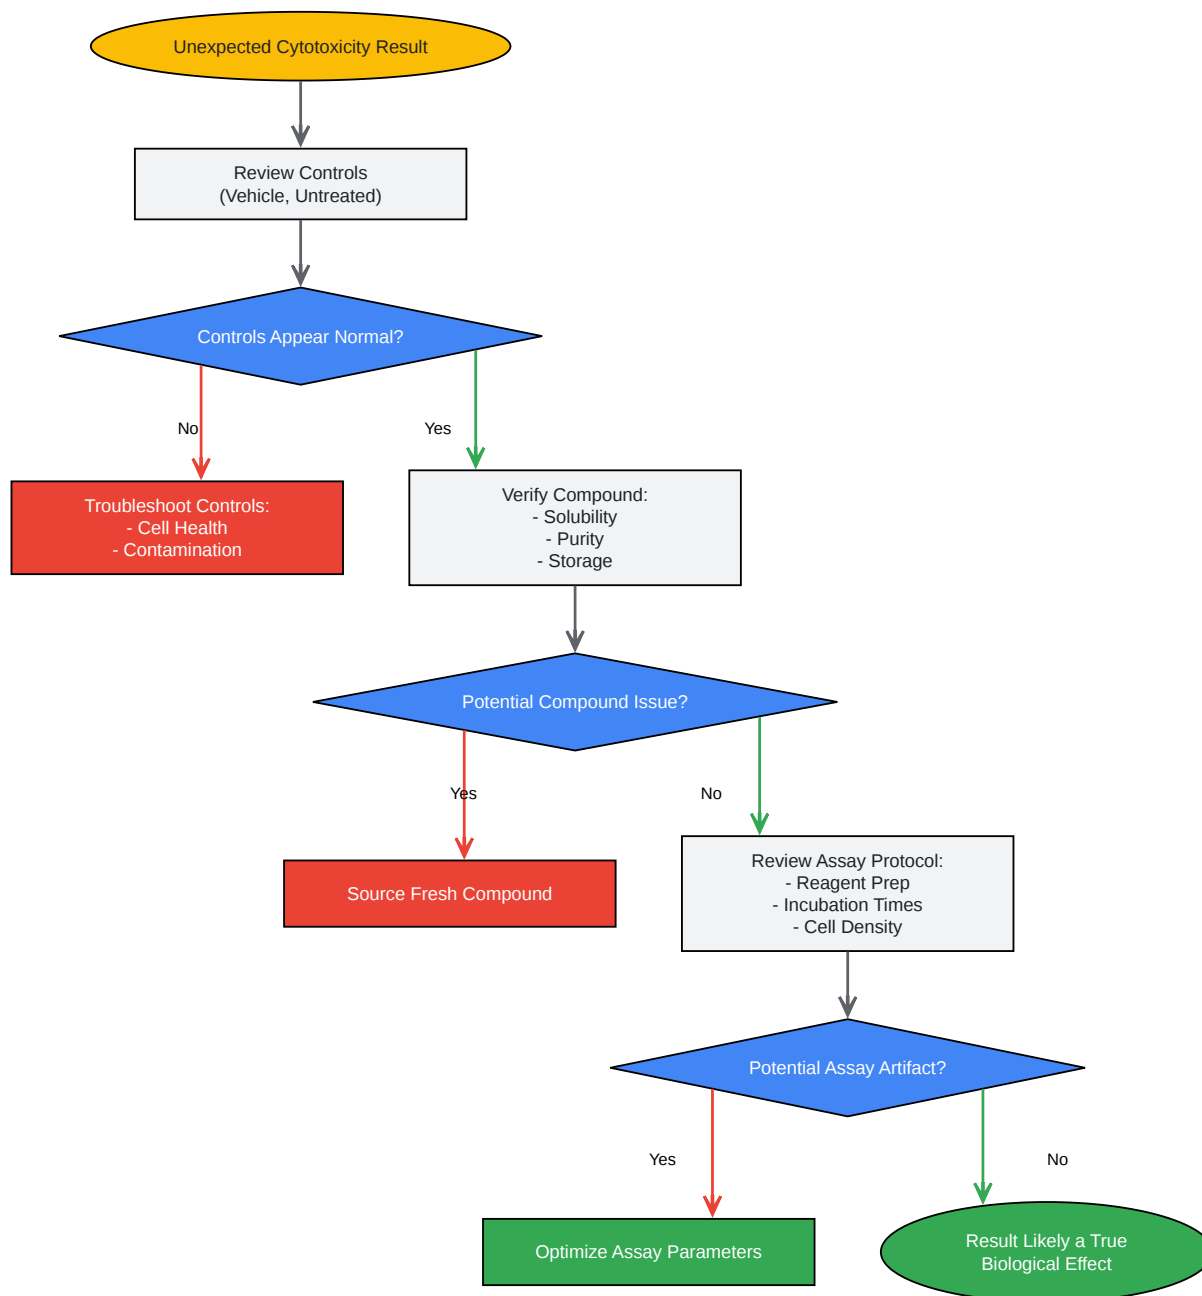 Unexpected Cytotoxicity Result
Review Controls
(Vehicle, Untreated)
Controls Appear Normal?
No
Yes
Troubleshoot Controls:
- Cell Health
- Contamination
Verify Compound:
- Solubility
- Purity
- Storage
Potential Compound Issue?
Yes
No
Source Fresh Compound
Review Assay Protocol:
- Reagent Prep
- Incubation Times
- Cell Density
Potential Assay Artifact?
Yes
No
Optimize Assay Parameters
Result Likely a True
Biological Effect